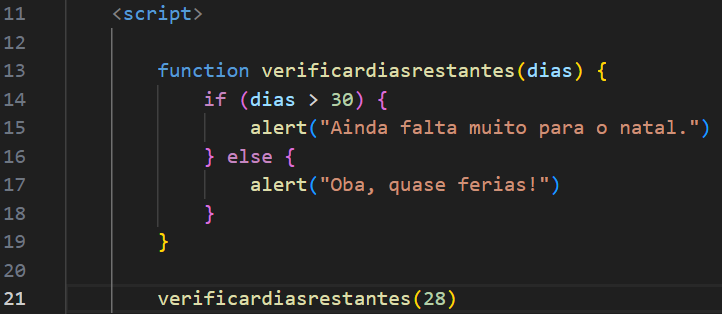 11 <script>
12
13 function verificardiasrestantes(dias) {
14 if (dias > 30) {
15 alert("Ainda falta muito para o natal.")
16 } else {
17 alert("Oba, quase ferias!")
18 }
19 }
20
21 verificardiasrestantes(28)